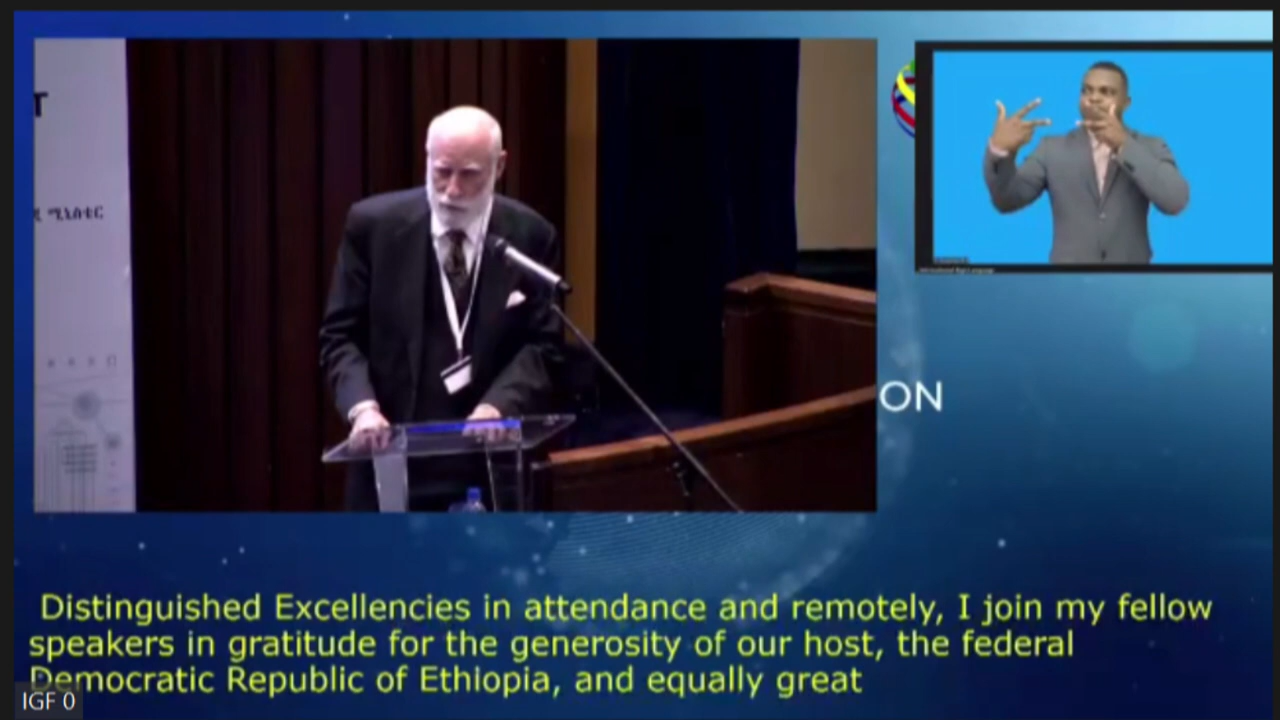 T
ሚኒስቴር
ON
Distinguished Excellencies in attendance and remotely, I join my fellow
speakers in gratitude for the generosity of our host, the federal
Democratic Republic of Ethiopia, and equally great
IGF 0